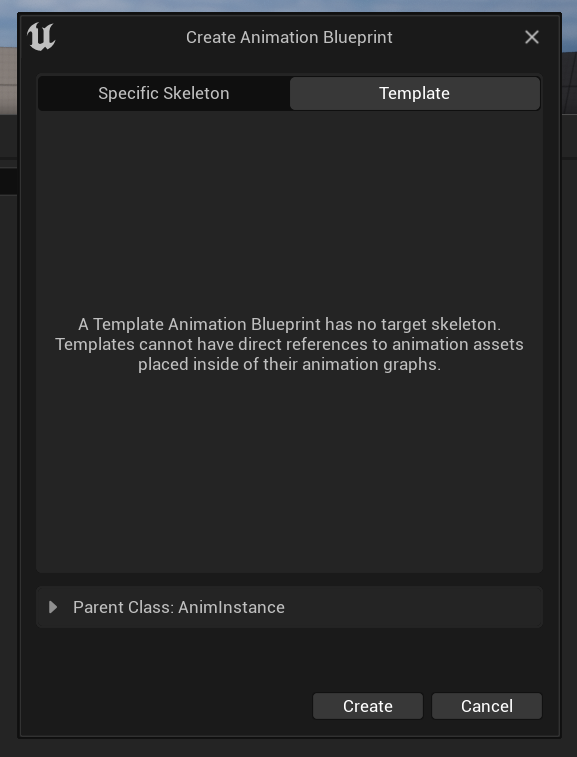 Create Animation Blueprint
Specific Skeleton
Template
A Template Animation Blueprint has no target skeleton.
Templates cannot have direct references to animation assets
placed inside of their animation graphs.
Parent Class: AnimInstance
Create
Cancel